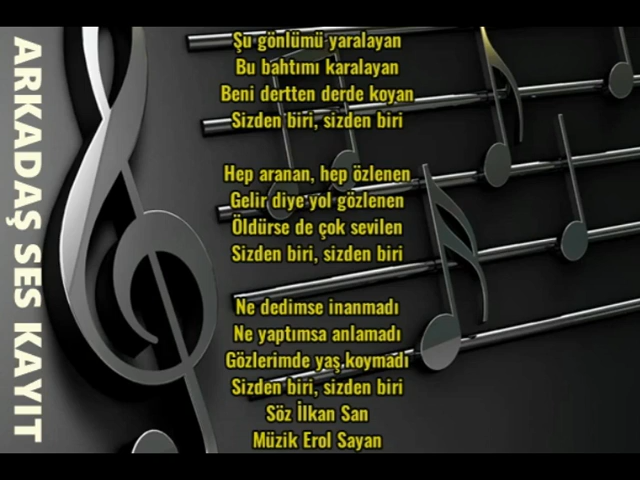 ARKADAŞ SES KAYIT
Şu gönlümü yaralayan
Bu bahtımı karalayan
Beni dertten derde koyan
Sizden biri, sizden biri
Hep aranan, hep özlenen
Gelir diye yol gözlenen
Öldürse de çok sevilen
Sizden biri, sizden biri
Ne dedimse inanmadı
Ne yaptımsa anlamadı
Gözlerimde yaş koymadı
Sizden biri, sizden biri
Söz İlkan San
Müzik Erol Sayan